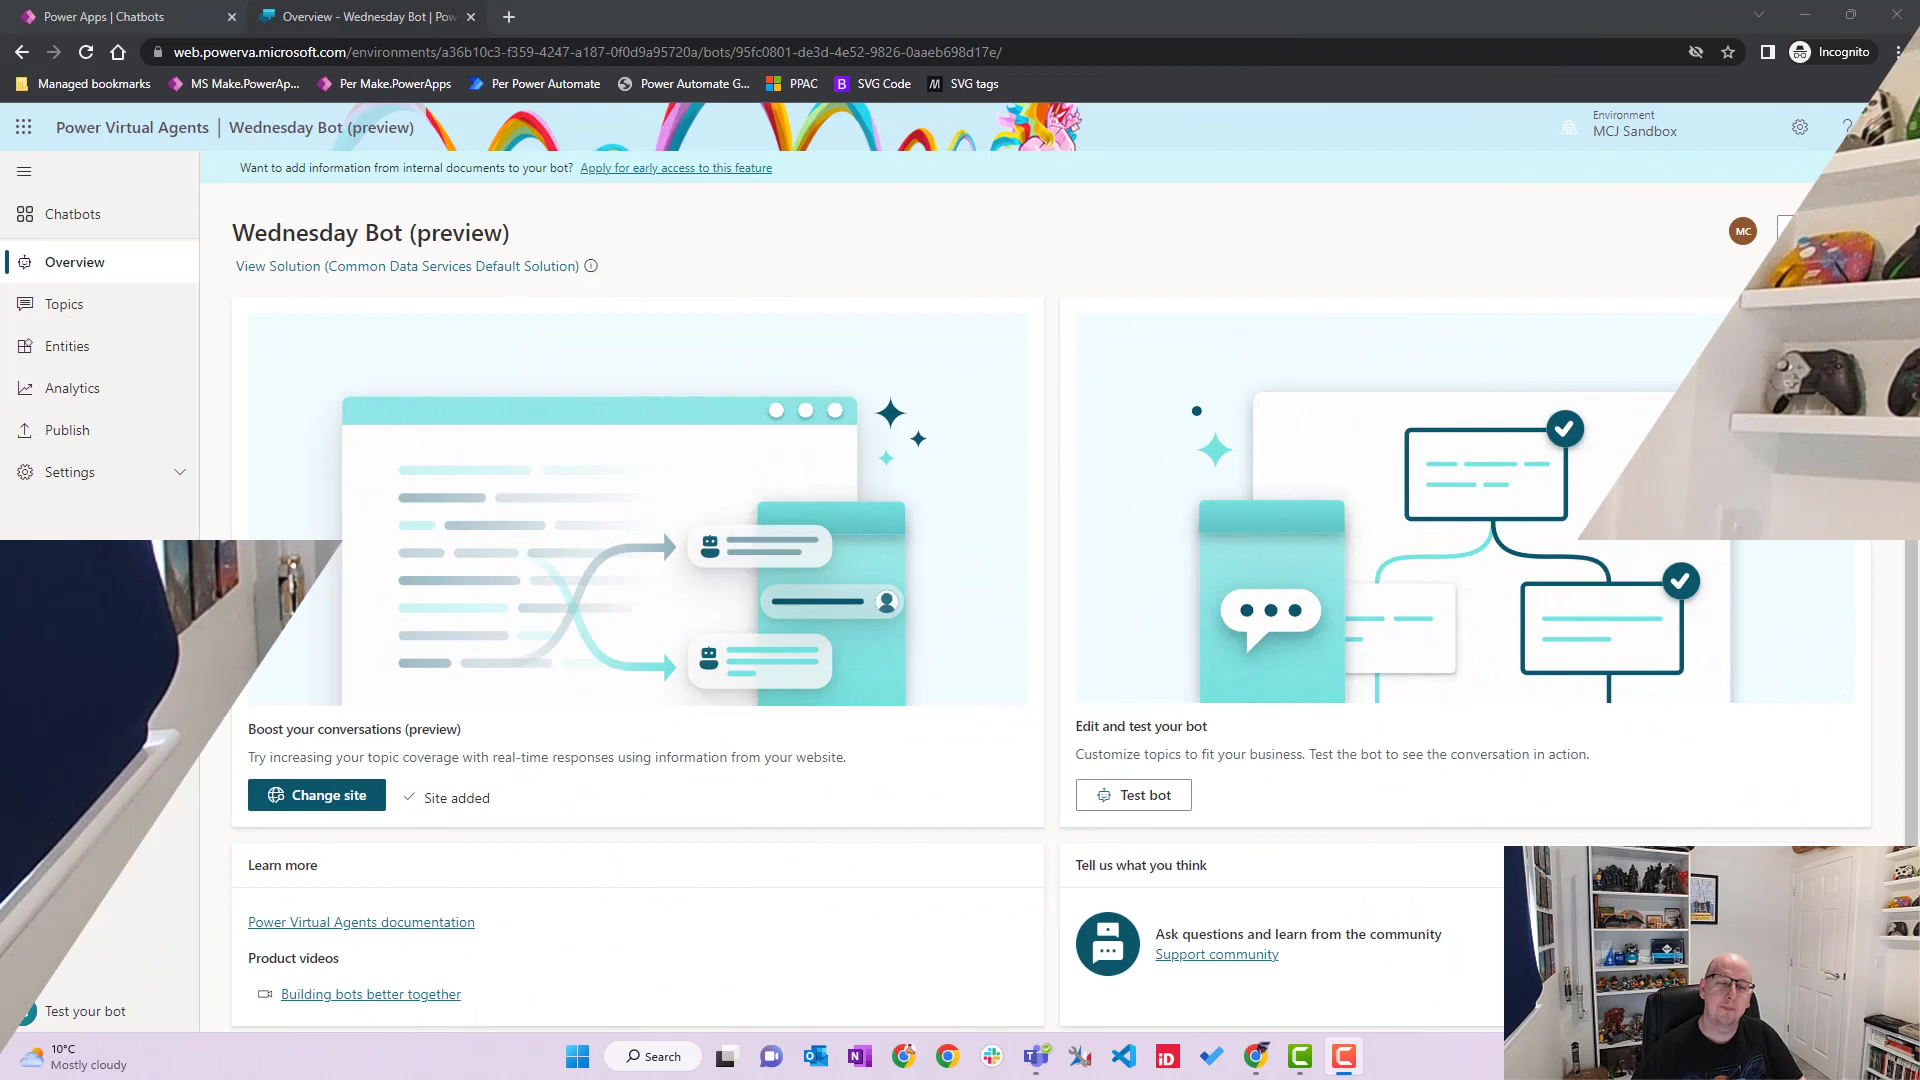 Power Apps | Chatbots
Overview - Wednesday Bot | Pow
web.powerva.microsoft.com/environments/a36b10c3-f359-4247-a187-0f0d9a95720a/bots/95fc0801-de3d-4e52-9826-0aaeb698d17e/
Incognito
Managed bookmarks
MS Make.PowerAp...
Per Make.PowerApps
Per Power Automate
Power Automate G...
PPAC
B
SVG Code
SVG tags
Power Virtual Agents
Wednesday Bot (preview)
Environment
MCJ Sandbox
?
Want to add information from internal documents to your bot? Apply for early access to this feature
Chatbots
Overview
Topics
Entities
Analytics
Publish
Settings
Test your bot
Wednesday Bot (preview)
MC
View Solution (Common Data Services Default Solution)
Boost your conversations (preview)
Try increasing your topic coverage with real-time responses using information from your website.
Change site
Site added
Edit and test your bot
Customize topics to fit your business. Test the bot to see the conversation in action.
Test bot
Learn more
Power Virtual Agents documentation
Product videos
Building bots better together
Tell us what you think
Ask questions and learn from the community
Support community
10°C
Mostly cloudy
Search
iD